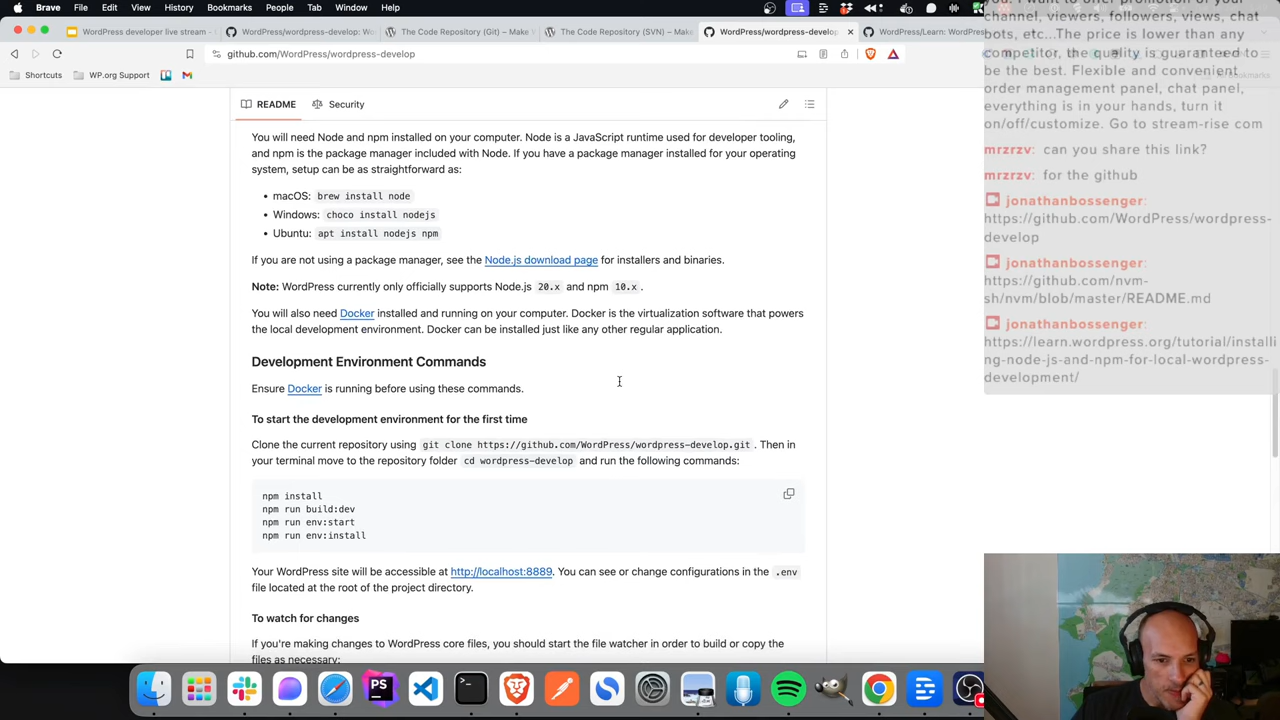 Brave File Edit View History Bookmarks People Tab Window Help
WordPress developer live stream -
WordPress/wordpress-develop: Wo
The Code Repository (Git) – Make W
The Code Repository (SVN) – Make
WordPress/wordpress-develop
WordPress/Learn: WordPres
github.com/WordPress/wordpress-develop
Shortcuts
WP.org Support
README
Security
You will need Node and npm installed on your computer. Node is a JavaScript runtime used for developer tooling,
and npm is the package manager included with Node. If you have a package manager installed for your operating
system, setup can be as straightforward as:
• macOS: brew install node
• Windows: choco install nodejs
• Ubuntu: apt install nodejs npm
If you are not using a package manager, see the Node.js download page for installers and binaries.
Note: WordPress currently only officially supports Node.js 20.x and npm 10.x .
You will also need Docker installed and running on your computer. Docker is the virtualization software that powers
the local development environment. Docker can be installed just like any other regular application.
Development Environment Commands
Ensure Docker is running before using these commands.
To start the development environment for the first time
Clone the current repository using git clone https://github.com/WordPress/wordpress-develop.git . Then in
your terminal move to the repository folder cd wordpress-develop and run the following commands:
npm install
npm run build:dev
npm run env:start
npm run env:install
Your WordPress site will be accessible at http://localhost:8889. You can see or change configurations in the .env
file located at the root of the project directory.
To watch for changes
If you're making changes to WordPress core files, you should start the file watcher in order to build or copy the
files as necessary:
you. I want to offer promotion of your
channel, viewers, followers, views, chat
bots, etc...The price is lower than any
competitor, the quality is guaranteed to
be the best. Flexible and convenient
order management panel, chat panel,
everything is in your hands, turn it
on/off/customize. Go to stream-rise com
mrzrzv: can you share this link?
mrzrzv: for the github
jonathanbossenger:
https://github.com/WordPress/wordpress-
develop
jonathanbossenger:
https://github.com/nvm-
sh/nvm/blob/master/README.md
jonathanbossenger:
https://learn.wordpress.org/tutorial/installi
ng-node-js-and-npm-for-local-wordpress-
development/
PS